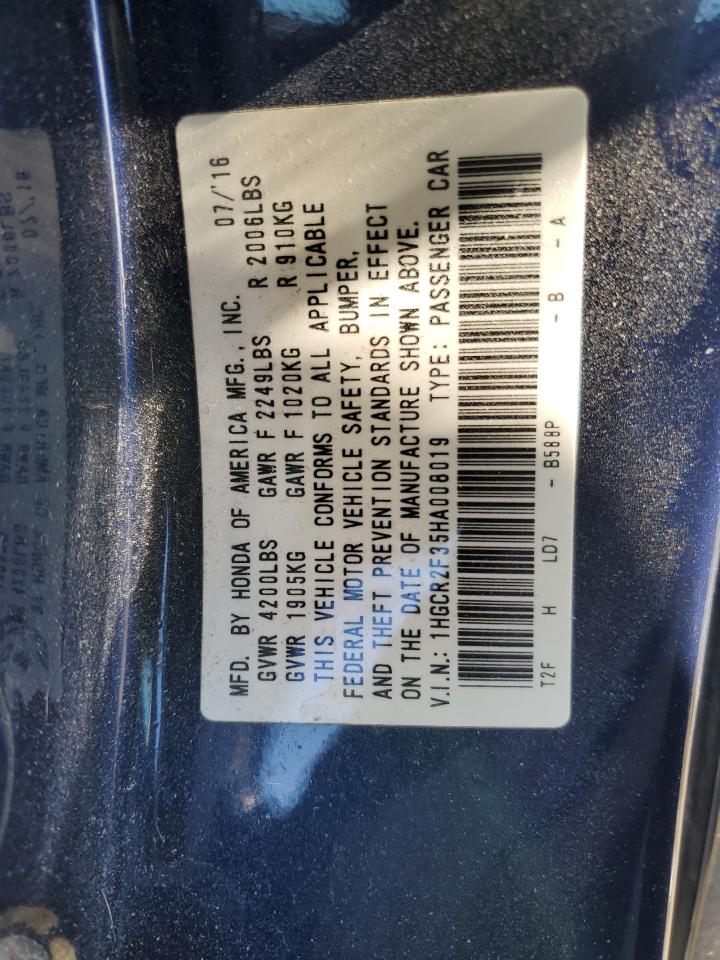 MFD. BY HONDA OF AMERICA MFG., INC. 07/'16
GVWR 4200LBS GAWR F 2249LBS R 2006LBS
GVWR 1905KG GAWR F 1020KG R 910KG
THIS VEHICLE CONFORMS TO ALL APPLICABLE
FEDERAL MOTOR VEHICLE SAFETY, BUMPER,
AND THEFT PREVENTION STANDARDS IN EFFECT
ON THE DATE OF MANUFACTURE SHOWN ABOVE.
V.I.N.: 1HGCR2F35HA008019 TYPE: PASSENGER CAR
T2F H LD7 - B588P - B - A